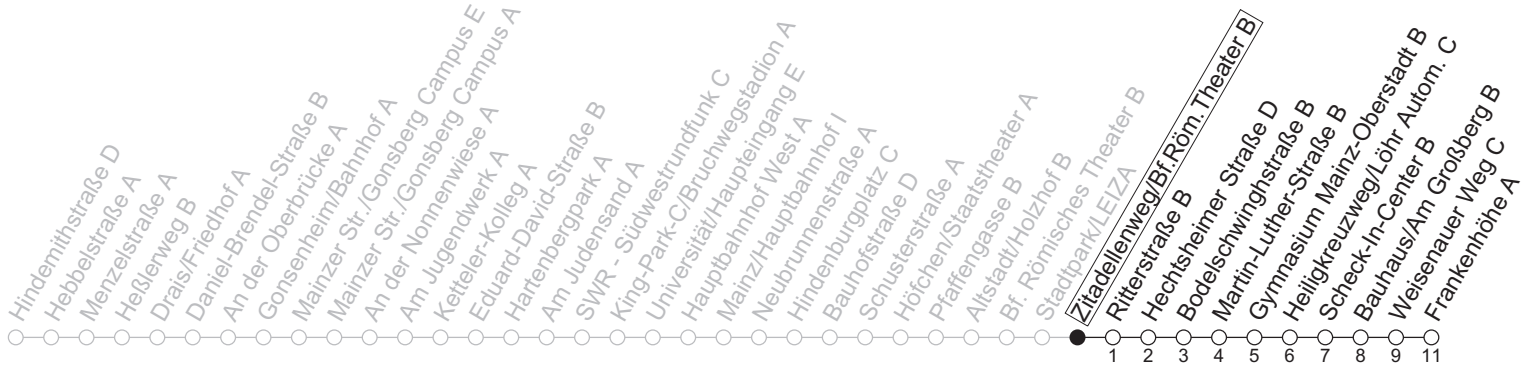 Hindemithstraße D
Hebbelstraße A
Menzelstraße A
Heßlerweg B
Drais/Friedhof A
Daniel-Brendel-Straße B
An der Oberbrücke A
Gonsenheim/Bahnhof A
Mainzer Str./Gonsberg Campus E
Mainzer Str./Gonsberg Campus A
An der Nonnenwiese A
Am Jugendwerk A
Ketteler-Kolleg A
Eduard-David-Straße B
Hartenbergpark A
Am Judensand A
SWR - Südwestrundfunk C
King-Park-C/Bruchwegstadion A
Universität/Haupteingang E
Hauptbahnhof West A
Mainz/Hauptbahnhof I
Neubrunnenstraße A
Hindenburgplatz C
Bauhofstraße D
Schusterstraße A
Höfchen/Staatstheater A
Pfaffengasse B
Altstadt/Holzhof B
Bf. Römisches Theater B
Stadtpark/LEIZA
Zitadellenweg/Bf.Röm.Theater B
Ritterstraße B
Hechtsheimer Straße D
Bodelschwinghstraße B
Martin-Luther-Straße B
Gymnasium Mainz-Oberstadt B
Heiligkreuzweg/Löhr Autom. C
Scheck-In-Center B
Bauhaus/Am Großberg B
Weisenauer Weg C
Frankenhöhe A
1 2 3 4 5 6 7 8 9 11